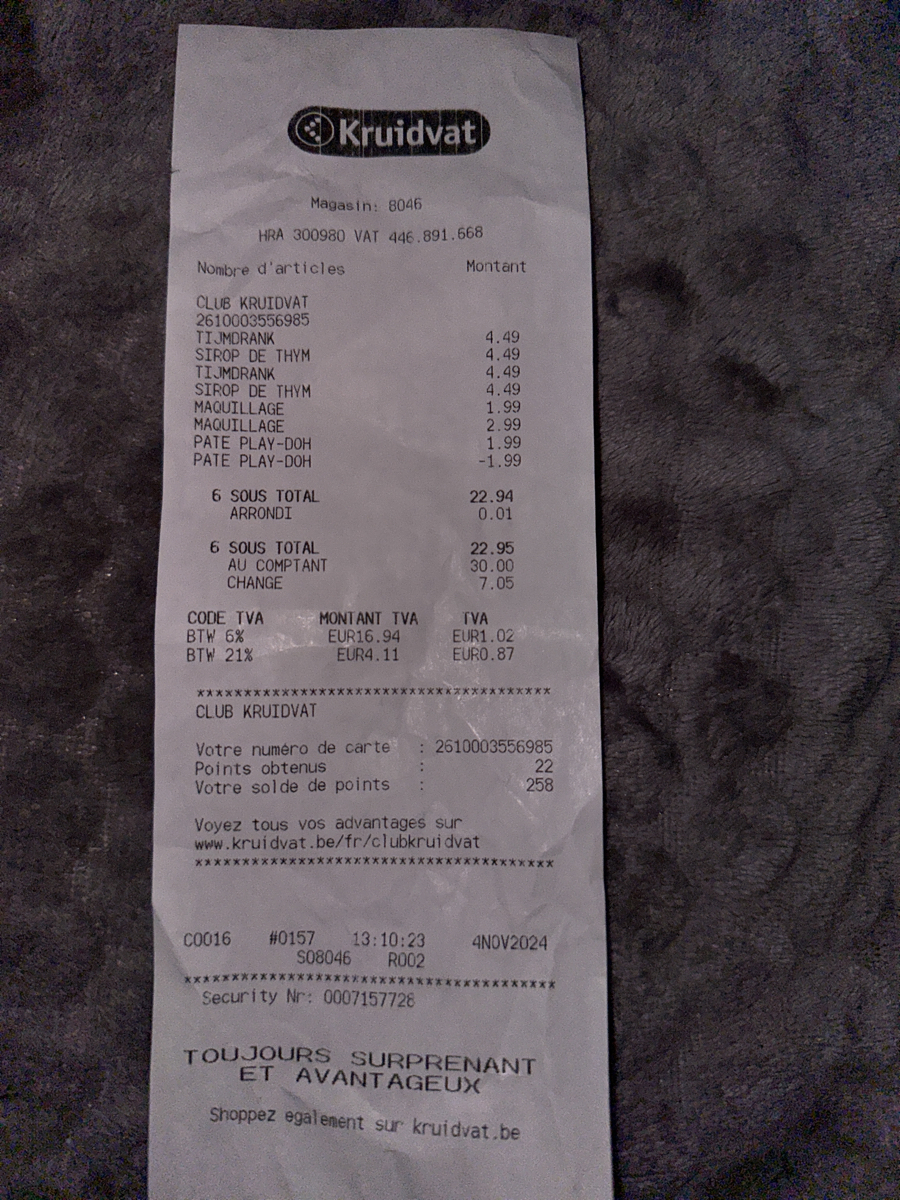 Kruidvat
Magasin: 8046
HRA 300980 VAT 446.891.668
Nombre d'articles Montant
CLUB KRUIDVAT
2610003556985
TIJMDRANK 4.49
SIROP DE THYM 4.49
TIJMDRANK 4.49
SIROP DE THYM 4.49
MAQUILLAGE 1.99
MAQUILLAGE 2.99
PATE PLAY-DOH 1.99
PATE PLAY-DOH -1.99
6 SOUS TOTAL 22.94
ARRONDI 0.01
6 SOUS TOTAL 22.95
AU COMPTANT 30.00
CHANGE 7.05
CODE TVA MONTANT TVA TVA
BTW 6% EUR16.94 EUR1.02
BTW 21% EUR4.11 EUR0.87
****************************************
CLUB KRUIDVAT
Votre numéro de carte : 2610003556985
Points obtenus : 22
Votre solde de points : 258
Voyez tous vos advantages sur
www.kruidvat.be/fr/clubkruidvat
****************************************
C0016 #0157 13:10:23 4NOV2024
S08046 R002
****************************************
Security Nr: 0007157728
TOUJOURS SURPRENANT
ET AVANTAGEUX
Shoppez egalement sur kruidvat.be